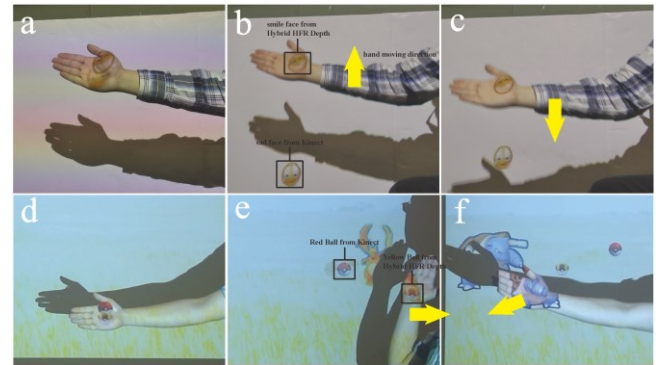 a
b
c
smile face from
Hybrid HFR Depth
hand moving direction
sad face from Kinect
d
e
f
Red Ball from Kinect
Yellow Ball from
Hybrid HFR Depth